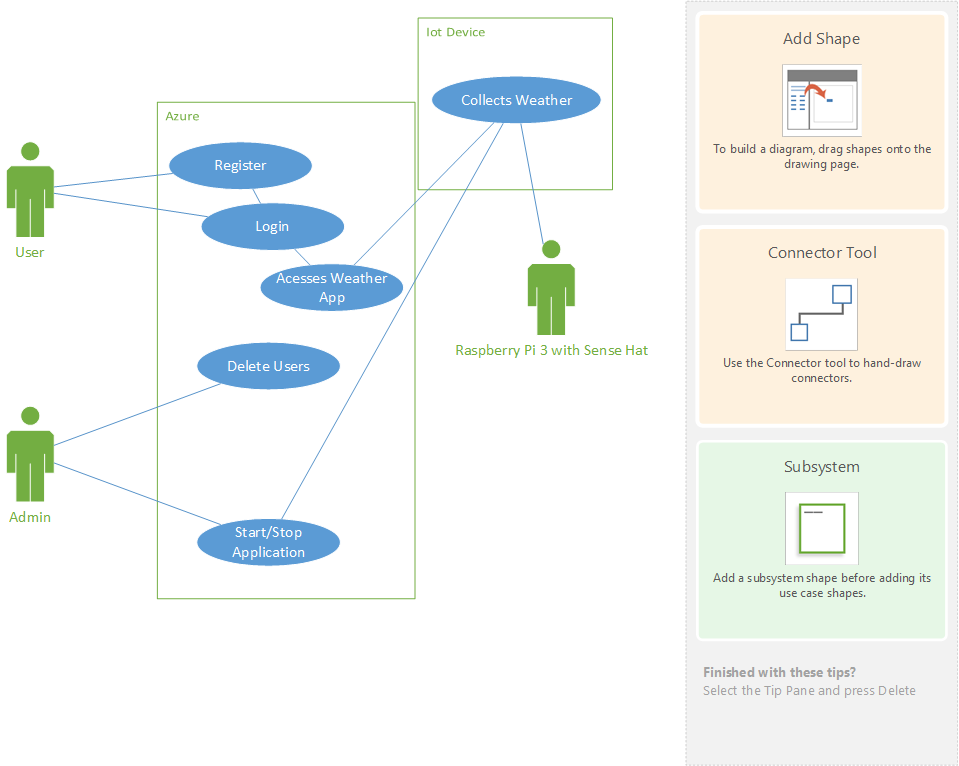 Iot Device
Collects Weather
Azure
Register
Login
Acesses Weather
App
Delete Users
Start/Stop
Application
User
Admin
Raspberry Pi 3 with Sense Hat
Add Shape
To build a diagram, drag shapes onto the
drawing page.
Connector Tool
Use the Connector tool to hand-draw
connectors.
Subsystem
Add a subsystem shape before adding its
use case shapes.
Finished with these tips?
Select the Tip Pane and press Delete